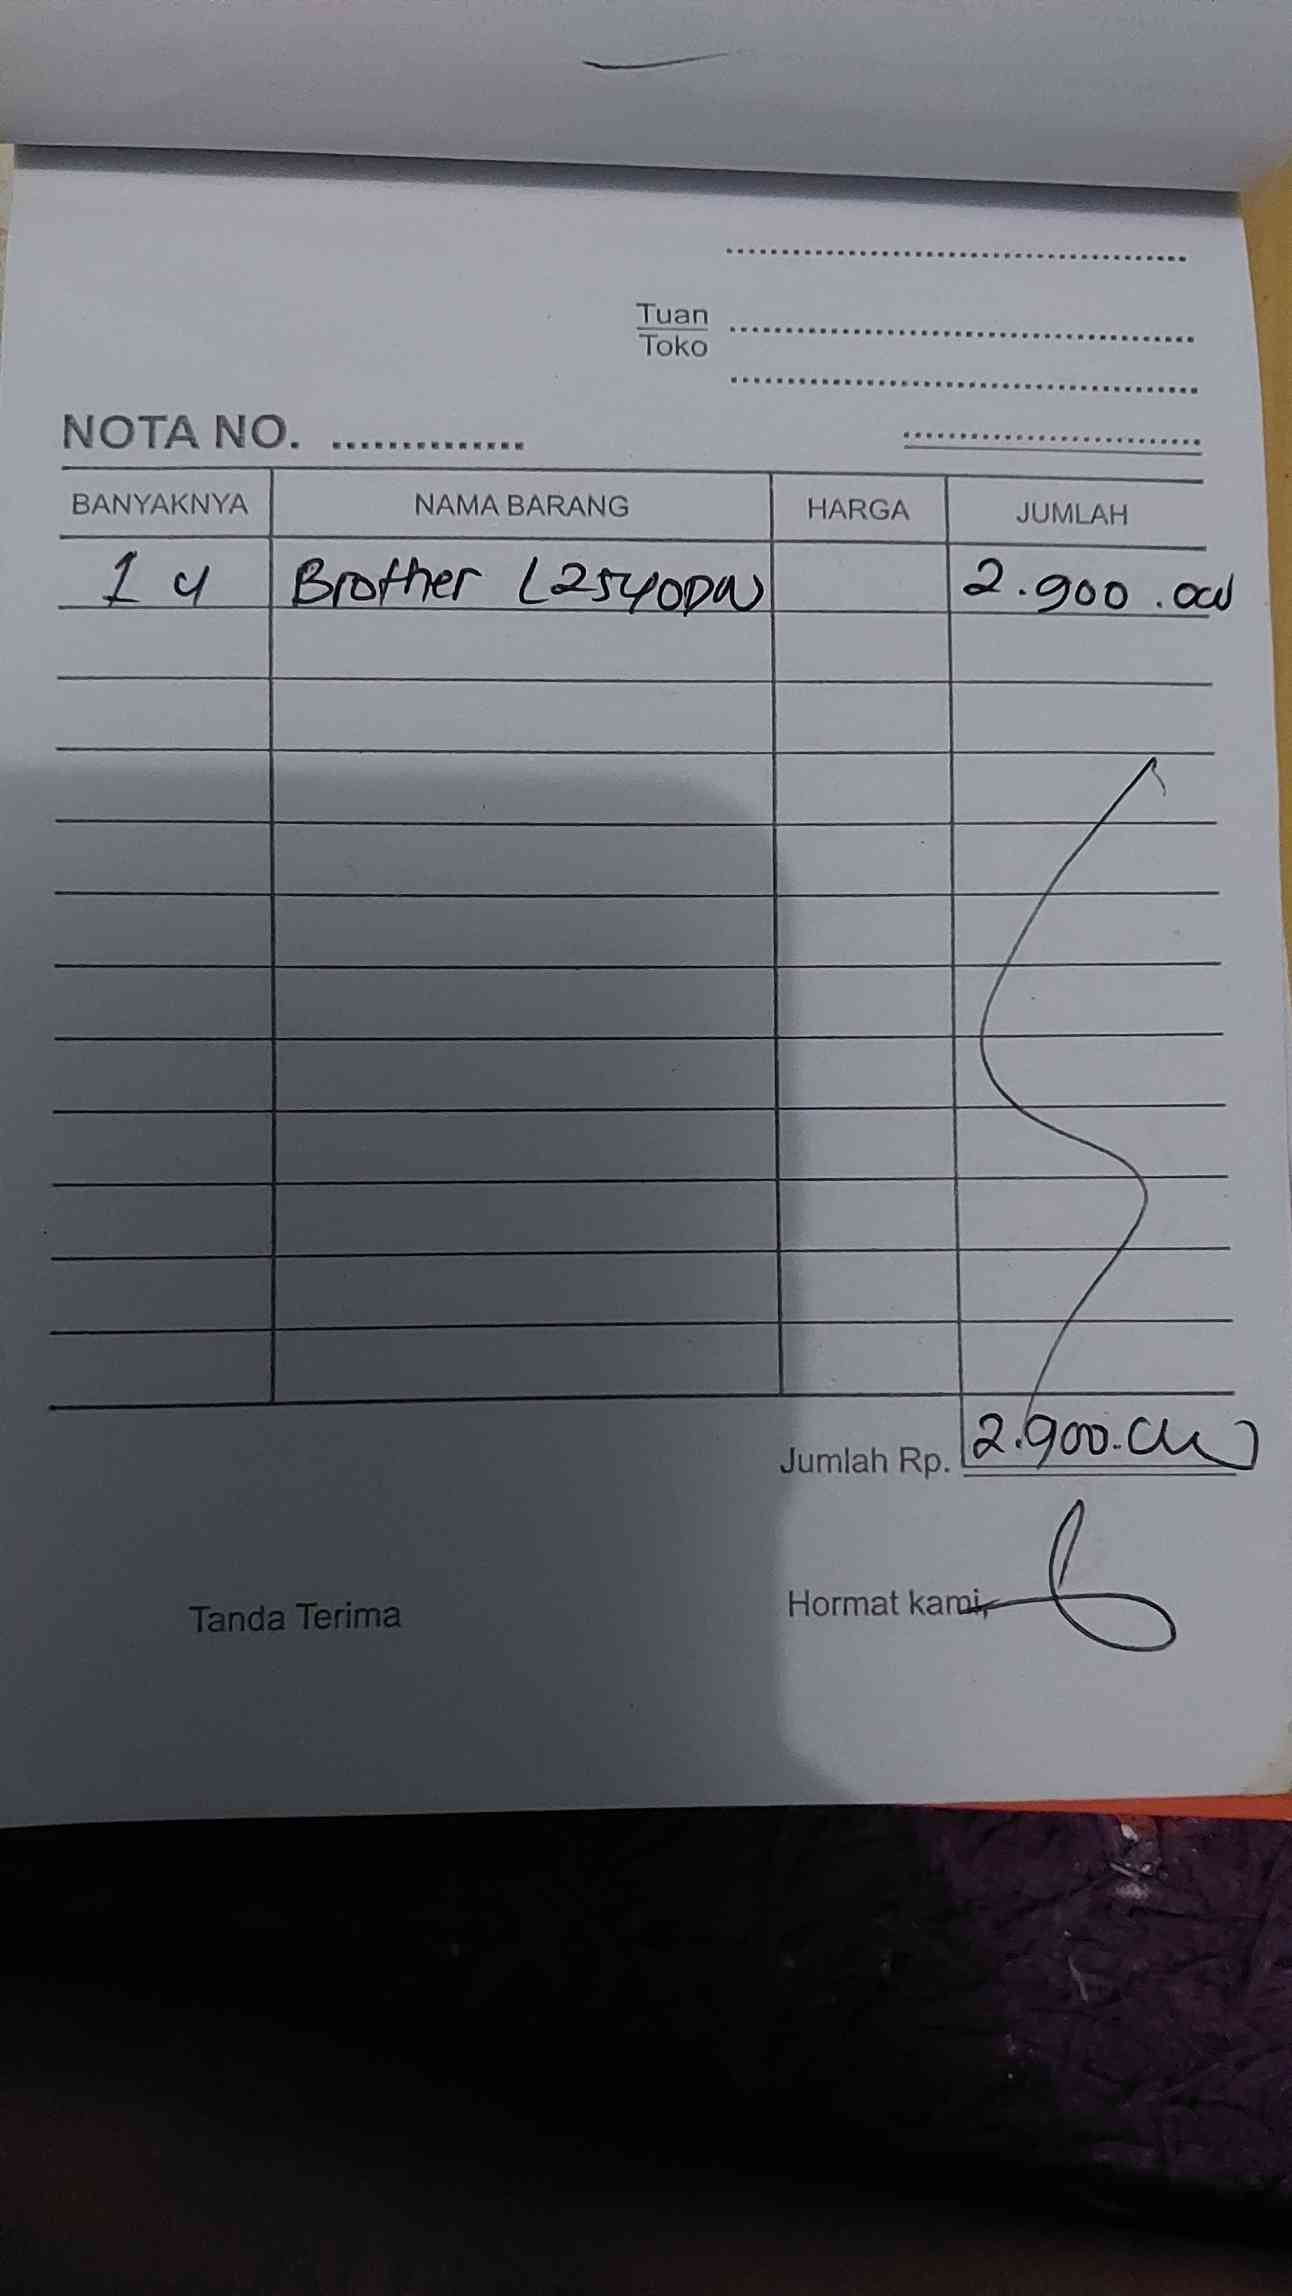 Tuan
Toko
NOTA NO.
BANYAKNYA NAMA BARANG HARGA JUMLAH
1 u Brother L2540DW 2.900.000
Jumlah Rp. 2.900.000
Tanda Terima Hormat kami,